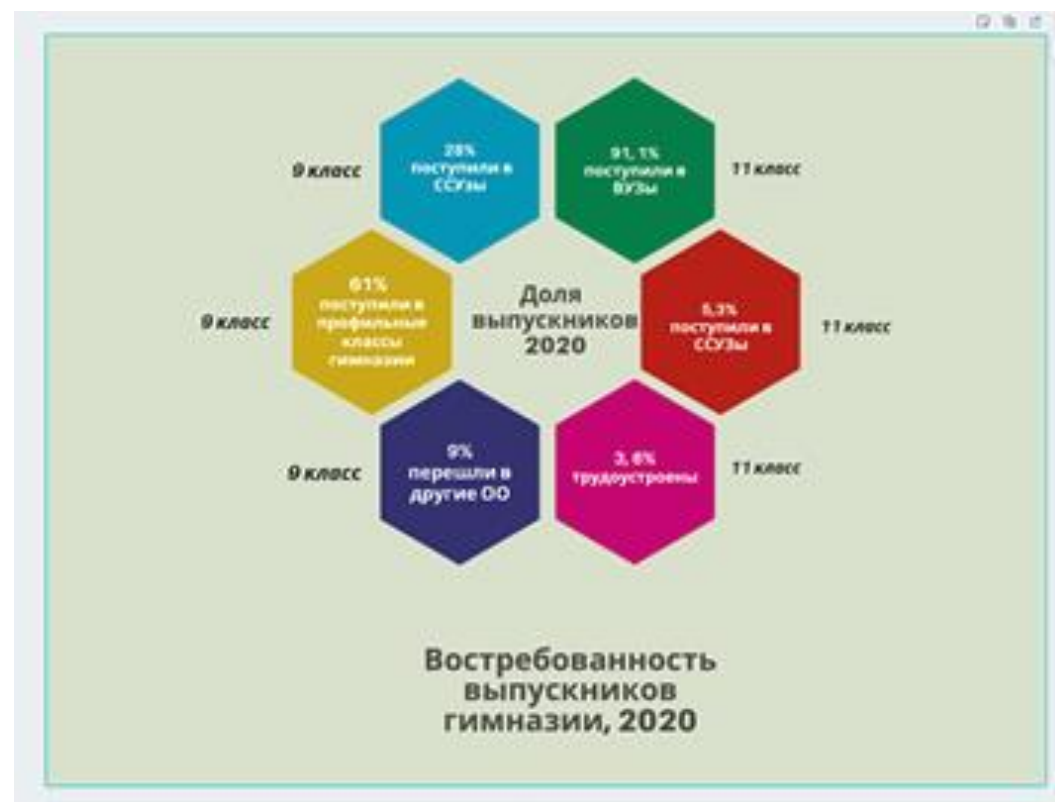 9 класс
28%
поступили в
ССУЗы
91, 1%
поступили в
ВУЗы
11 класс
9 класс
61%
поступили в
профильные
классы
гимназии
Доля
выпускников
2020
5,3%
поступили в
ССУЗы
11 класс
9 класс
9%
перешли в
другие ОО
3, 6%
трудоустроены
11 класс
Востребованность
выпускников
гимназии, 2020